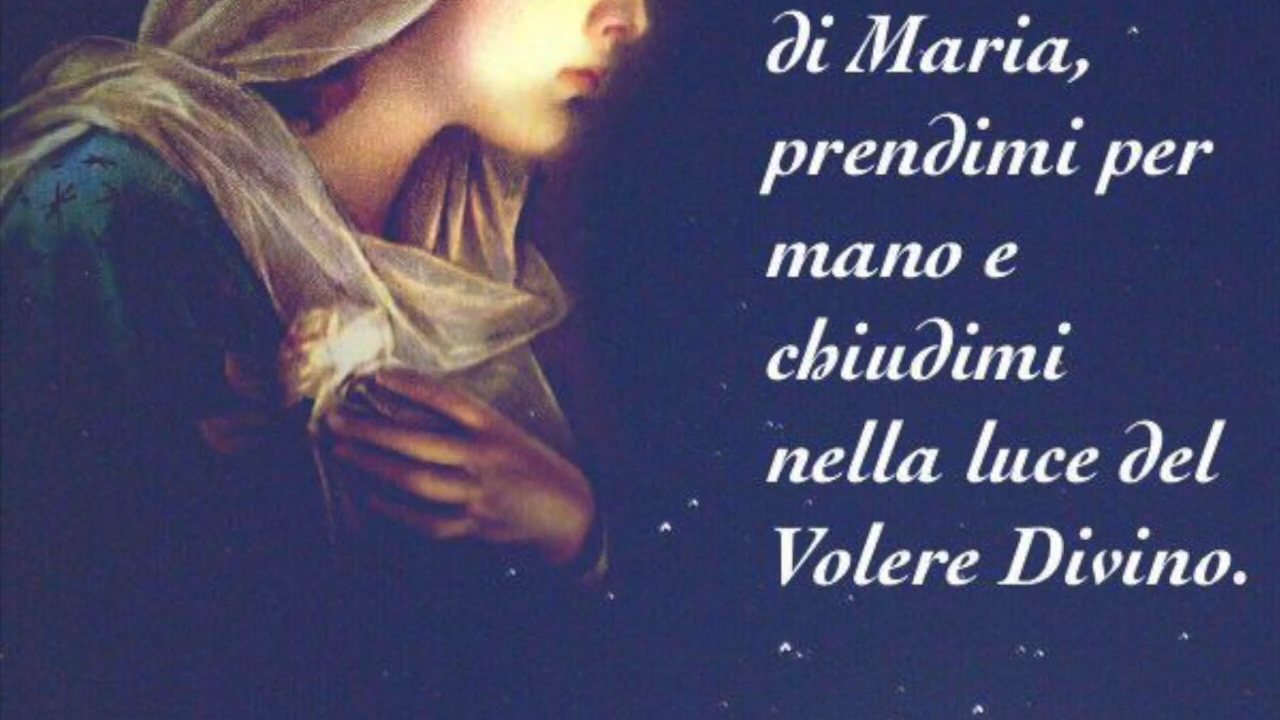 di Maria,
prendimi per
mano e
chiudimi
nella luce del
Volere Divino.